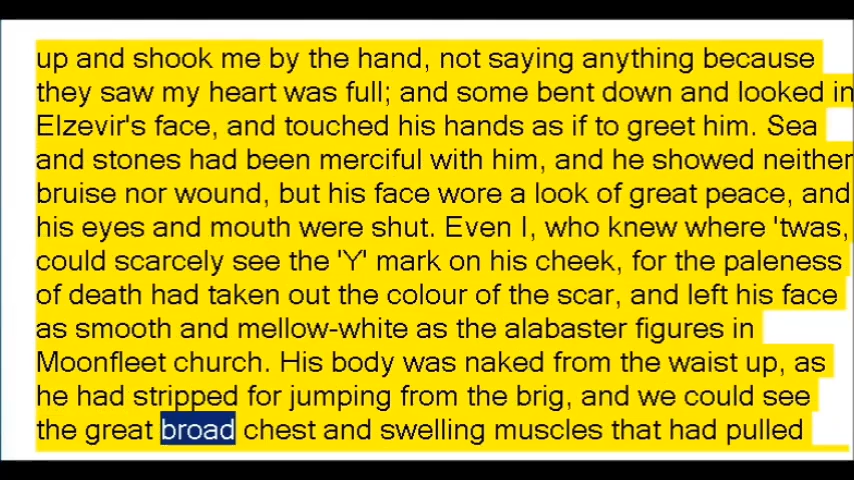 up and shook me by the hand, not saying anything because
they saw my heart was full; and some bent down and looked in
Elzevir's face, and touched his hands as if to greet him. Sea
and stones had been merciful with him, and he showed neither
bruise nor wound, but his face wore a look of great peace, and
his eyes and mouth were shut. Even I, who knew where 'twas,
could scarcely see the 'Y' mark on his cheek, for the paleness
of death had taken out the colour of the scar, and left his face
as smooth and mellow-white as the alabaster figures in
Moonfleet church. His body was naked from the waist up, as
he had stripped for jumping from the brig, and we could see
the great broad chest and swelling muscles that had pulled